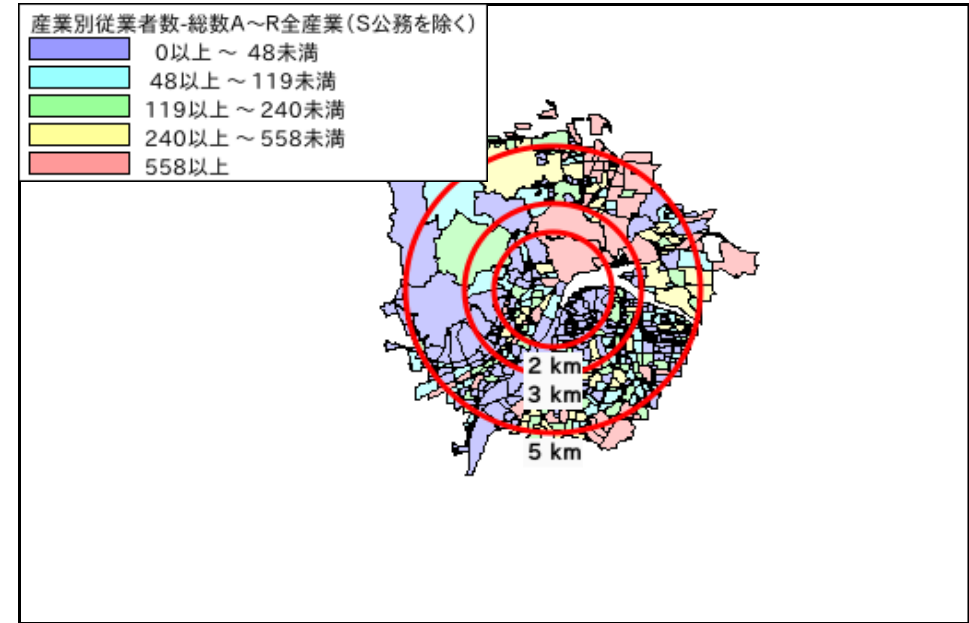 産業別従業者数-総数A～R全産業(S公務を除く)
0以上 ～ 48未満
48以上 ～ 119未満
119以上 ～ 240未満
240以上 ～ 558未満
558以上
2 km
3 km
5 km